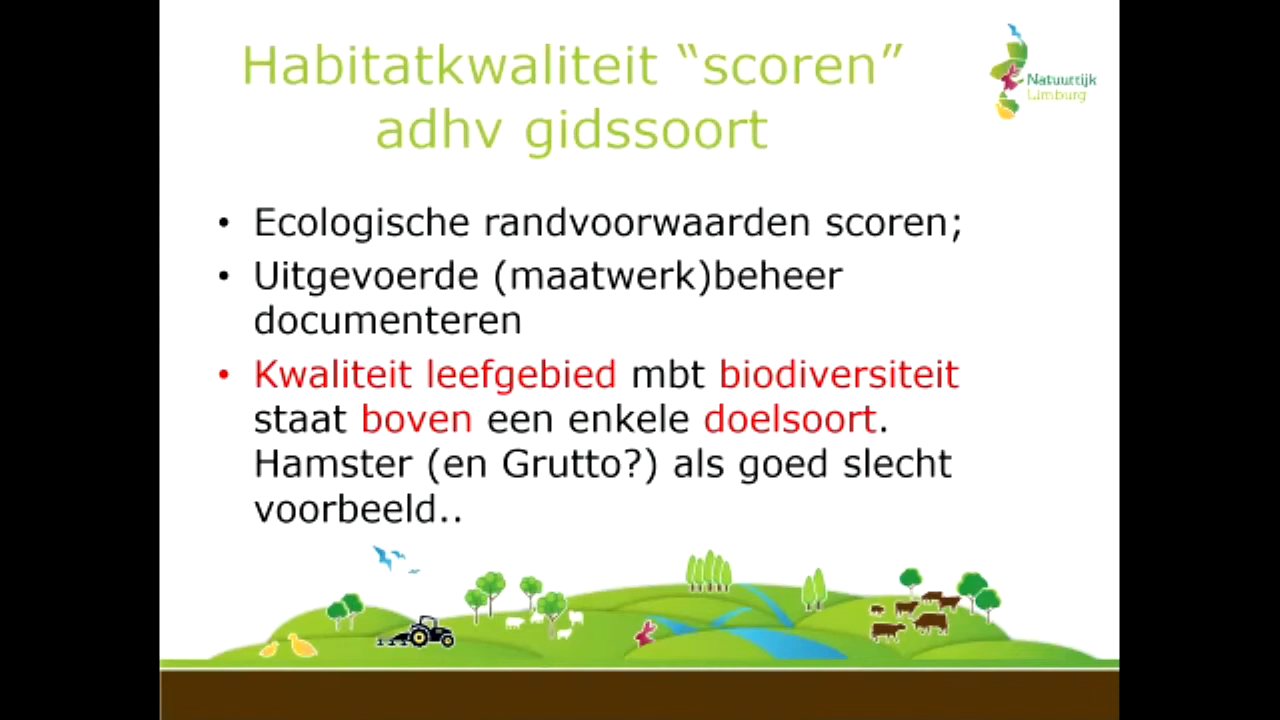 Habitatkwaliteit “scoren”
adhv gidssoort
Natuurrijk
Limburg
• Ecologische randvoorwaarden scoren;
• Uitgevoerde (maatwerk)beheer
documenteren
• Kwaliteit leefgebied mbt biodiversiteit
staat boven een enkele doelsoort.
Hamster (en Grutto?) als goed slecht
voorbeeld..